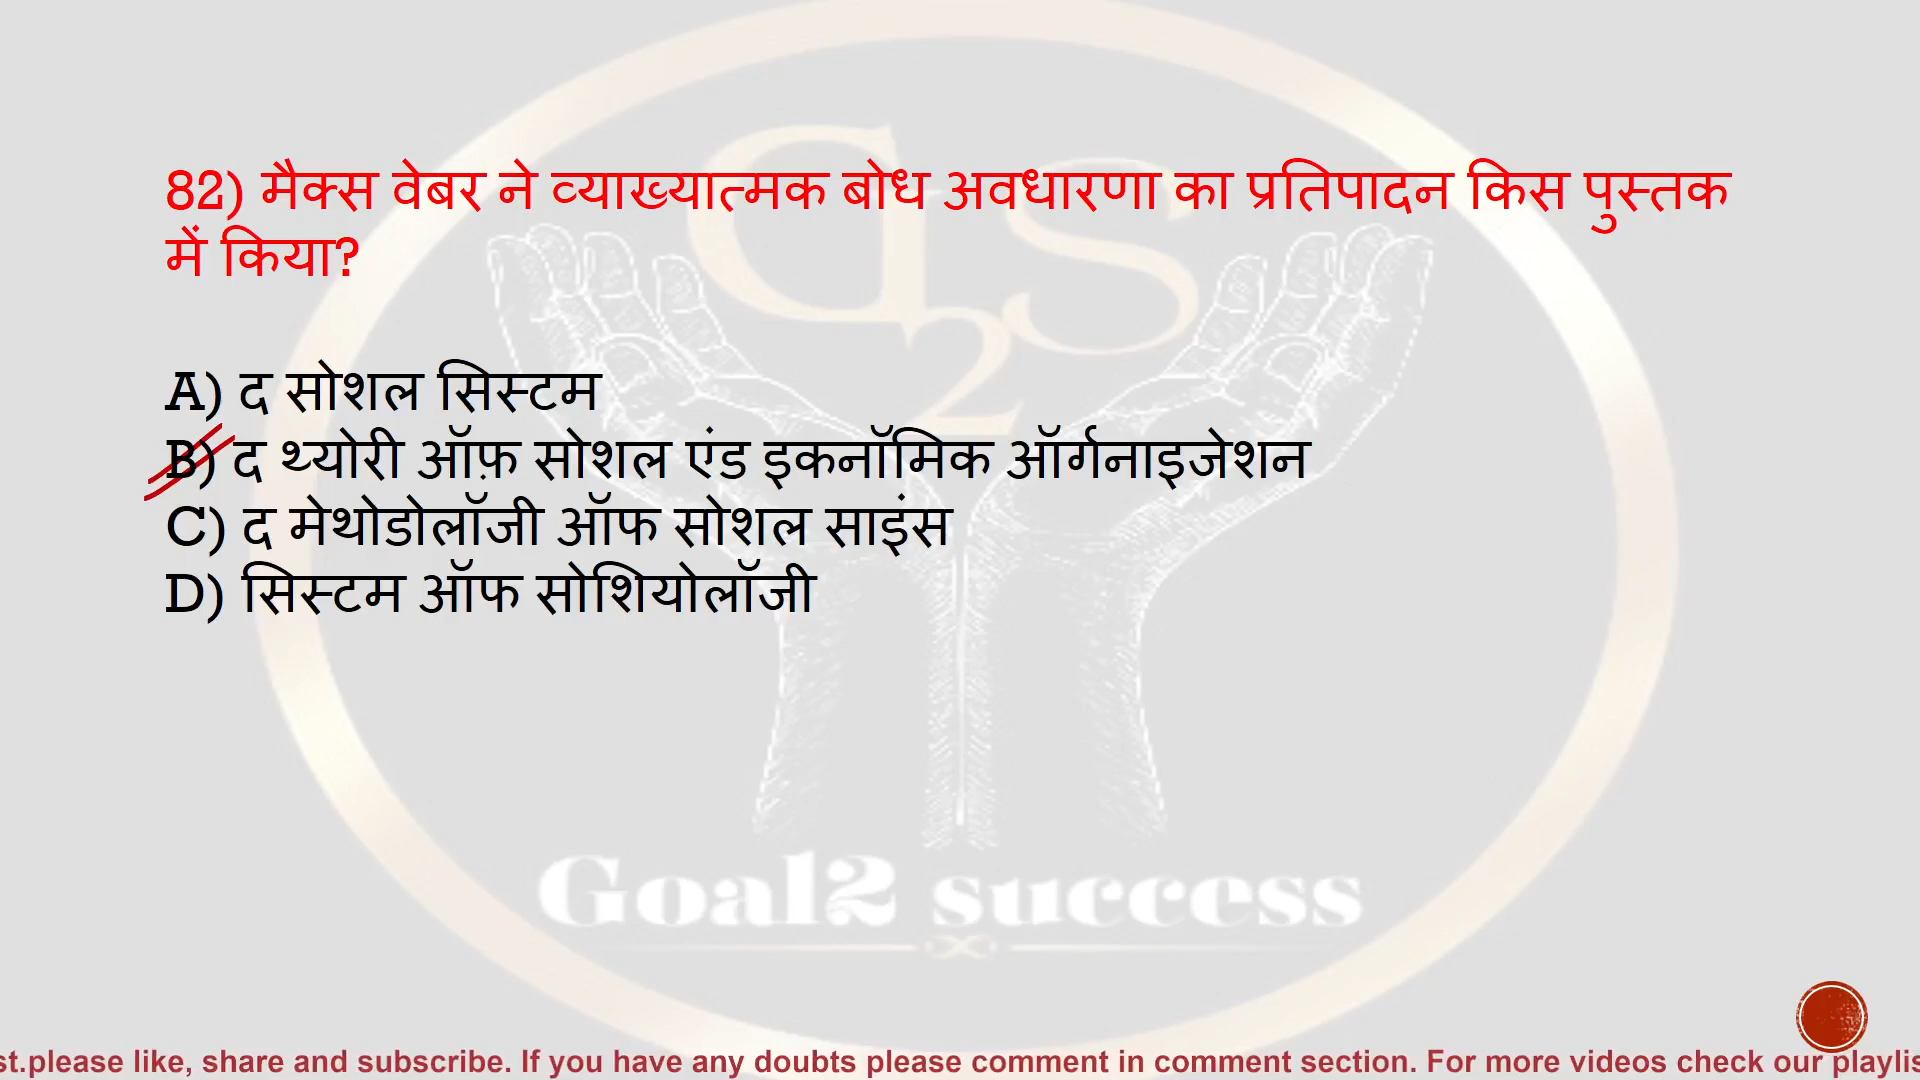 G2S
82) मैक्स वेबर ने व्याख्यात्मक बोध अवधारणा का प्रतिपादन किस पुस्तक
में किया?
A) द सोशल सिस्टम
B) द थ्योरी ऑफ़ सोशल एंड इकनॉमिक ऑर्गनाइजेशन
C) द मेथोडोलॉजी ऑफ सोशल साइंस
D) सिस्टम ऑफ सोशियोलॉजी
Goal2 success
st.please like, share and subscribe. If you have any doubts please comment in comment section. For more videos check our playlis